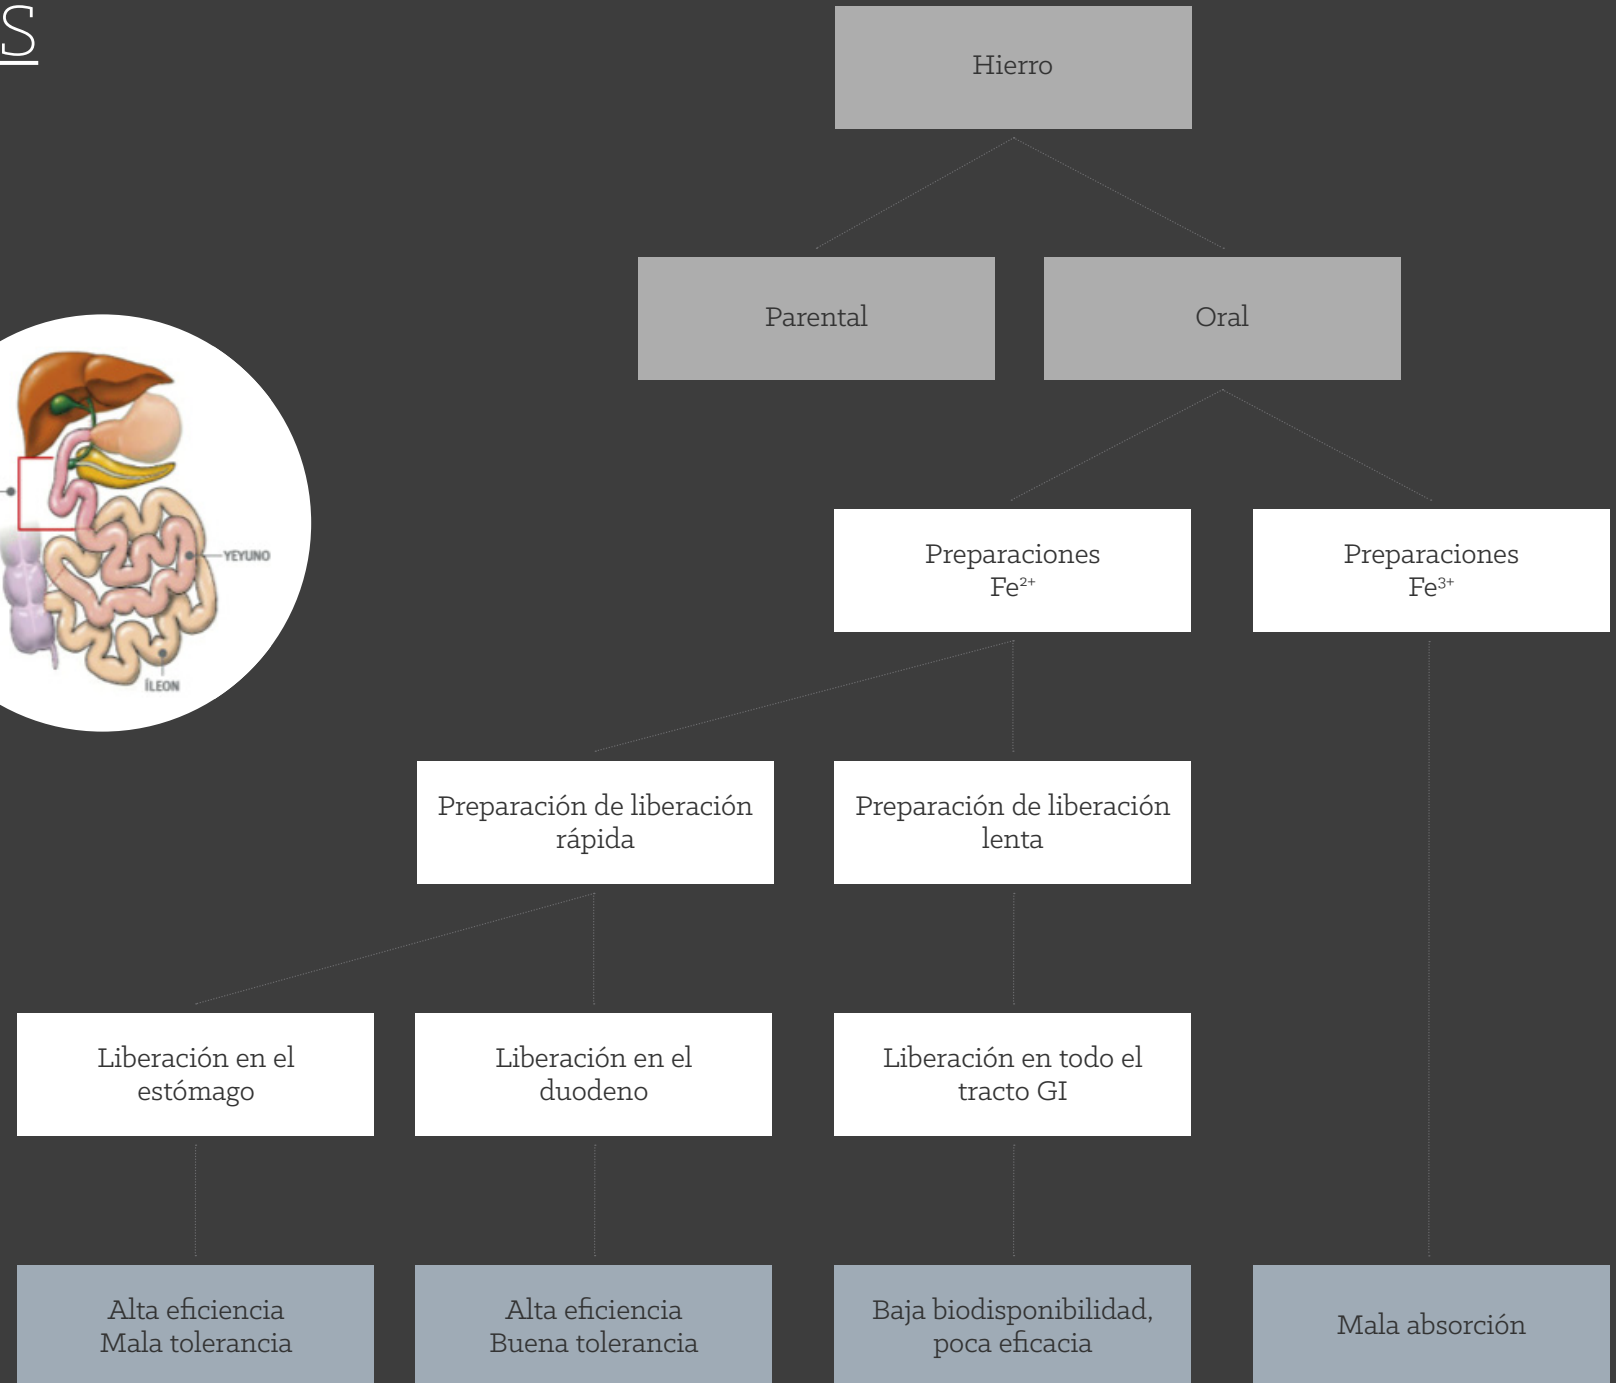 S
Hierro
Parental
Oral
YEYUNO
ÍLEON
Preparaciones
Fe²⁺
Preparaciones
Fe³⁺
Preparación de liberación
rápida
Preparación de liberación
lenta
Liberación en el
estómago
Liberación en el
duodeno
Liberación en todo el
tracto GI
Alta eficiencia
Mala tolerancia
Alta eficiencia
Buena tolerancia
Baja biodisponibilidad,
poca eficacia
Mala absorción